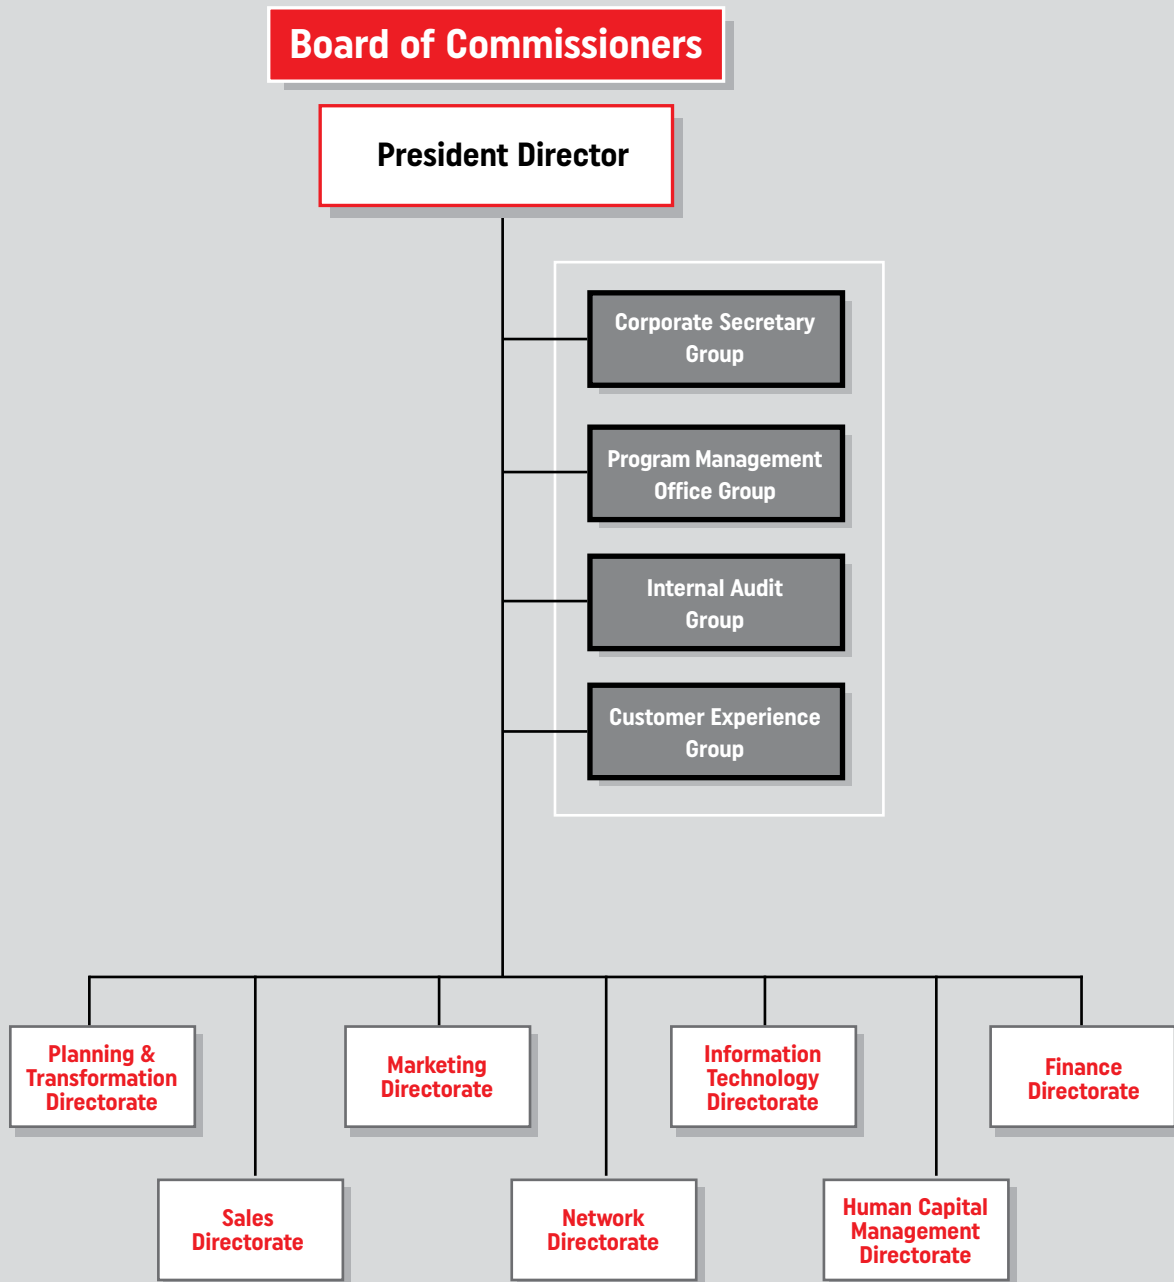 Board of Commissioners
President Director
Corporate Secretary
Group
Program Management
Office Group
Internal Audit
Group
Customer Experience
Group
Planning &
Transformation
Directorate
Marketing
Directorate
Information
Technology
Directorate
Finance
Directorate
Sales
Directorate
Network
Directorate
Human Capital
Management
Directorate